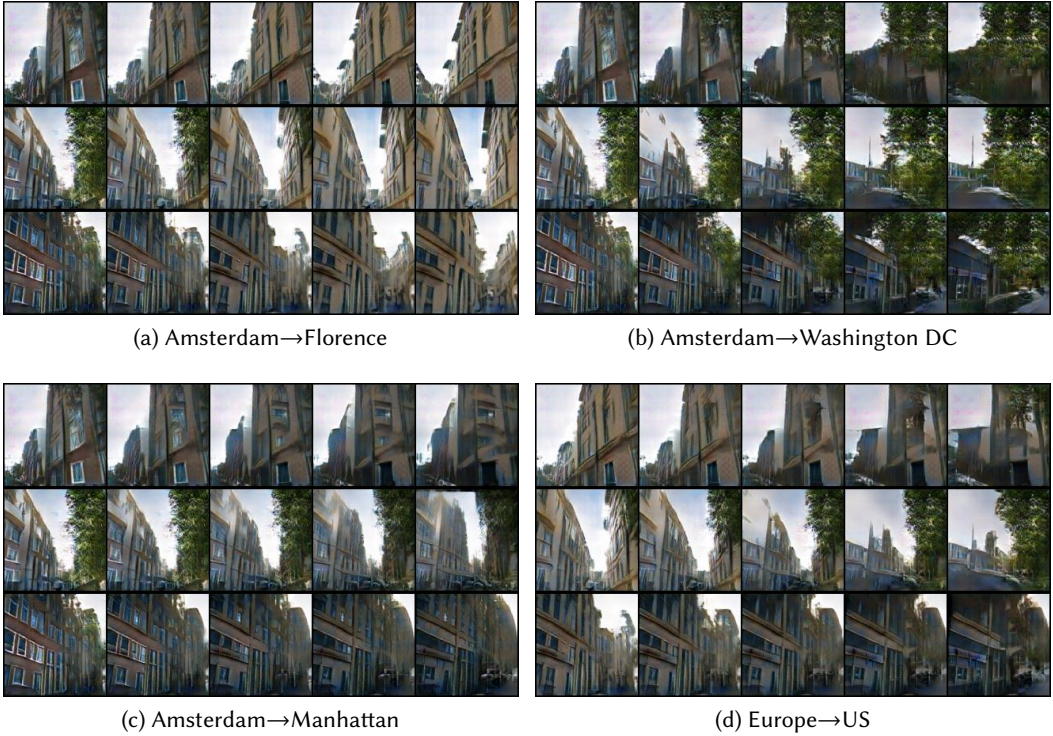 (a) Amsterdam→Florence
(b) Amsterdam→Washington DC
(c) Amsterdam→Manhattan
(d) Europe→US